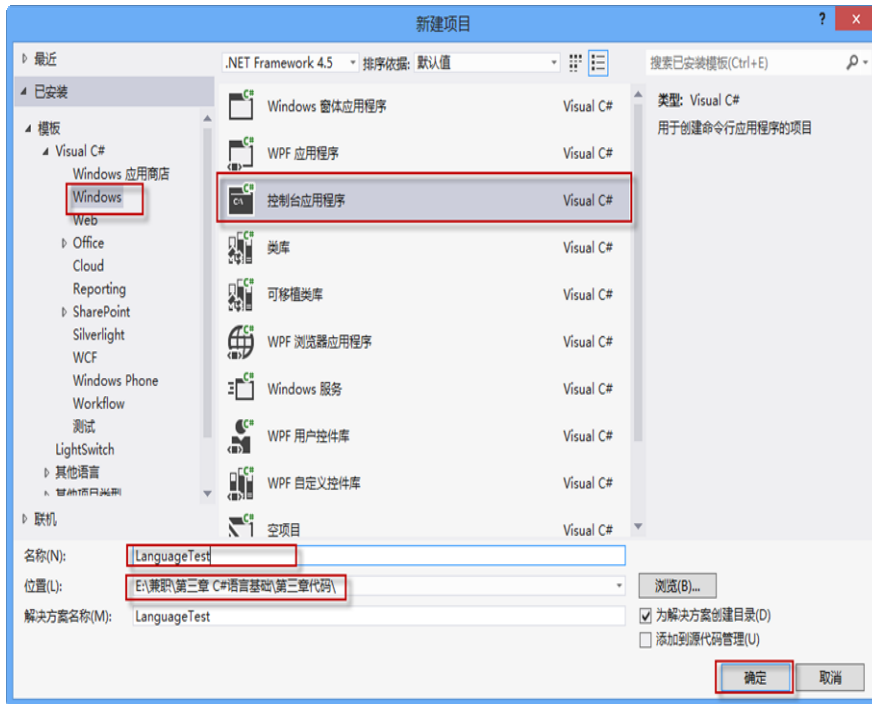 新建项目
?
x
最近
已安装
模板
Visual C#
Windows 应用商店
Windows
Web
Office
Cloud
Reporting
SharePoint
Silverlight
WCF
Windows Phone
Workflow
测试
LightSwitch
其他语言
其他项目类型
联机
.NET Framework 4.5 排序依据: 默认值
Windows 窗体应用程序 Visual C#
WPF 应用程序 Visual C#
控制台应用程序 Visual C#
类库 Visual C#
可移植类库 Visual C#
WPF 浏览器应用程序 Visual C#
Windows 服务 Visual C#
WPF 用户控件库 Visual C#
WPF 自定义控件库 Visual C#
空项目 Visual C#
搜索已安装模板(Ctrl+E)
类型: Visual C#
用于创建命令行应用程序的项目
名称(N): LanguageTest
位置(L): E:\兼职\第三章 C#语言基础\第三章代码\
浏览(B)...
解决方案名称(M): LanguageTest
为解决方案创建目录(D)
添加到源代码管理(U)
确定
取消